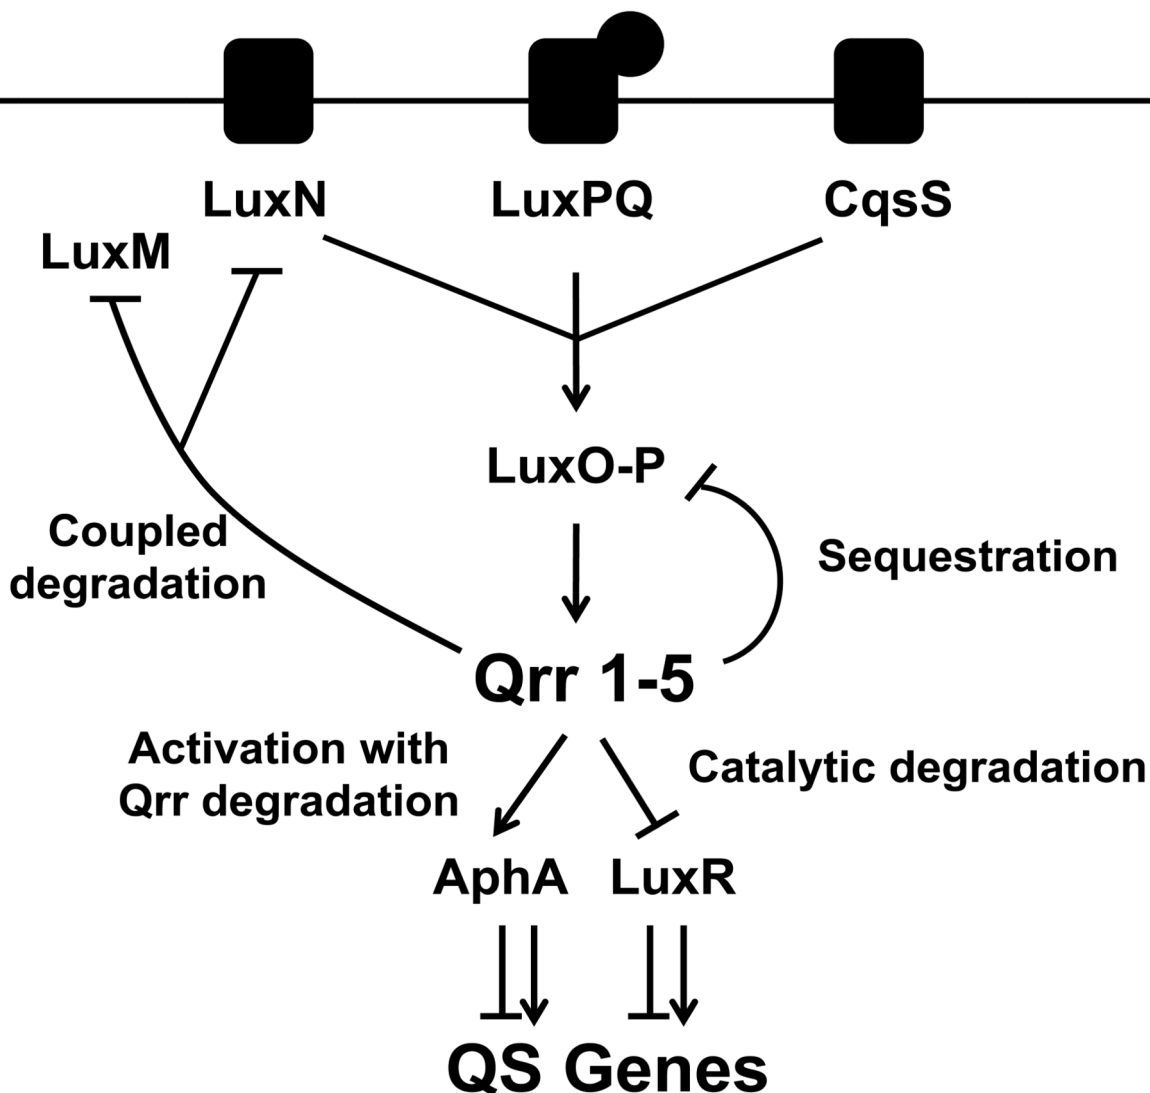 LuxN
LuxPQ
CqsS
LuxM
LuxO-P
Coupled
degradation
Sequestration
Qrr 1-5
Activation with
Qrr degradation
Catalytic degradation
AphA
LuxR
QS Genes